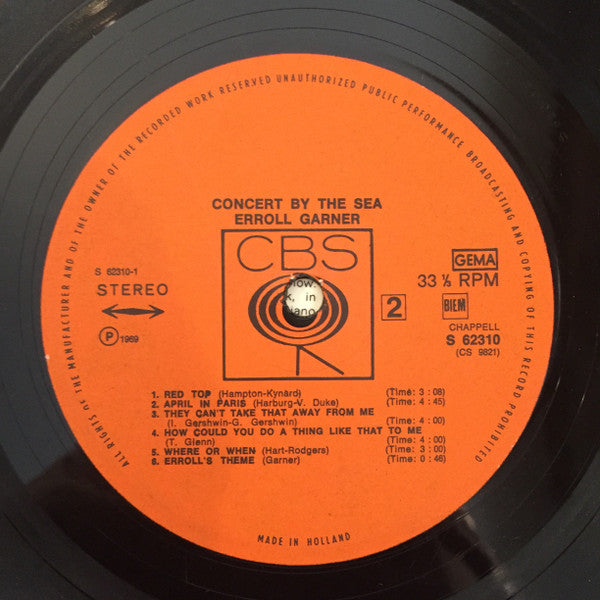 ALL RIGHTS OF THE MANUFACTURER AND OF THE OWNER OF THE RECORDED WORK RESERVED UNAUTHORIZED PUBLIC PERFORMANCE BROADCASTING AND COPYING OF THIS RECORD PROHIBITED
CONCERT BY THE SEA
ERROLL GARNER
CBS
S 62310-1
STEREO
P 1969
GEMA
33 ⅓ RPM
2
BIEM
CHAPPELL
S 62310
(CS 9821)
k, in
1. RED TOP (Hampton-Kynard) (Time: 3 : 08)
2. APRIL IN PARIS (Harburg-V. Duke) (Time: 4 : 45)
3. THEY CAN'T TAKE THAT AWAY FROM ME
(I. Gershwin-G. Gershwin) (Time: 4 : 00)
4. HOW COULD YOU DO A THING LIKE THAT TO ME
(T. Glenn) (Time: 4 : 00)
5. WHERE OR WHEN (Hart-Rodgers) (Time: 3 : 00)
6. ERROLL'S THEME (Garner) (Time: 0 : 46)
MADE IN HOLLAND